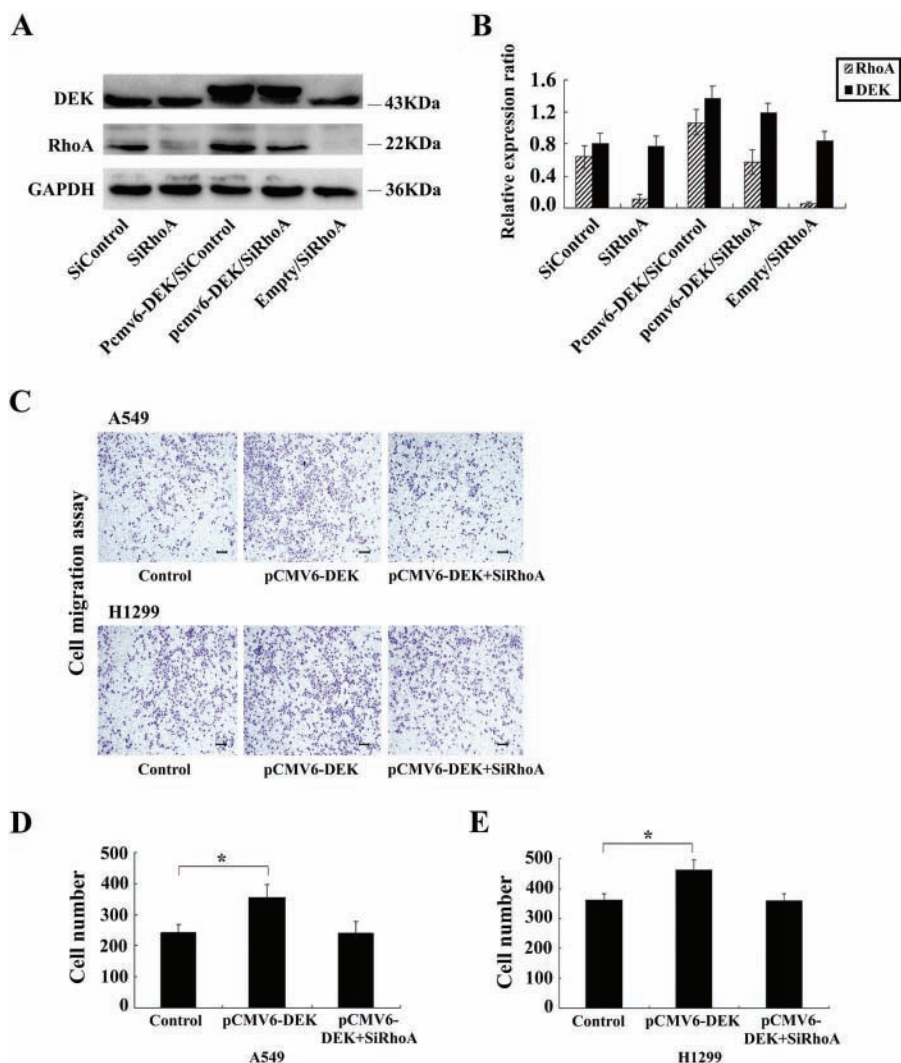 A
DEK
43KDa
RhoA
22KDa
GAPDH
36KDa
SiControl
SiRhoA
Pcmv6-DEK/SiControl
pcmv6-DEK/SiRhoA
Empty/SiRhoA
B
RhoA
DEK
Relative expression ratio
1.6
1.2
0.8
0.4
0.0
SiControl
SiRhoA
Pcmv6-DEK/SiControl
pcmv6-DEK/SiRhoA
Empty/SiRhoA
C
Cell migration assay
A549
Control
pCMV6-DEK
pCMV6-DEK+SiRhoA
H1299
Control
pCMV6-DEK
pCMV6-DEK+SiRhoA
D
Cell number
500
400
300
200
100
0
*
Control
pCMV6-DEK
pCMV6-
DEK+SiRhoA
A549
E
Cell number
500
400
300
200
100
0
*
Control
pCMV6-DEK
pCMV6-
DEK+SiRhoA
H1299